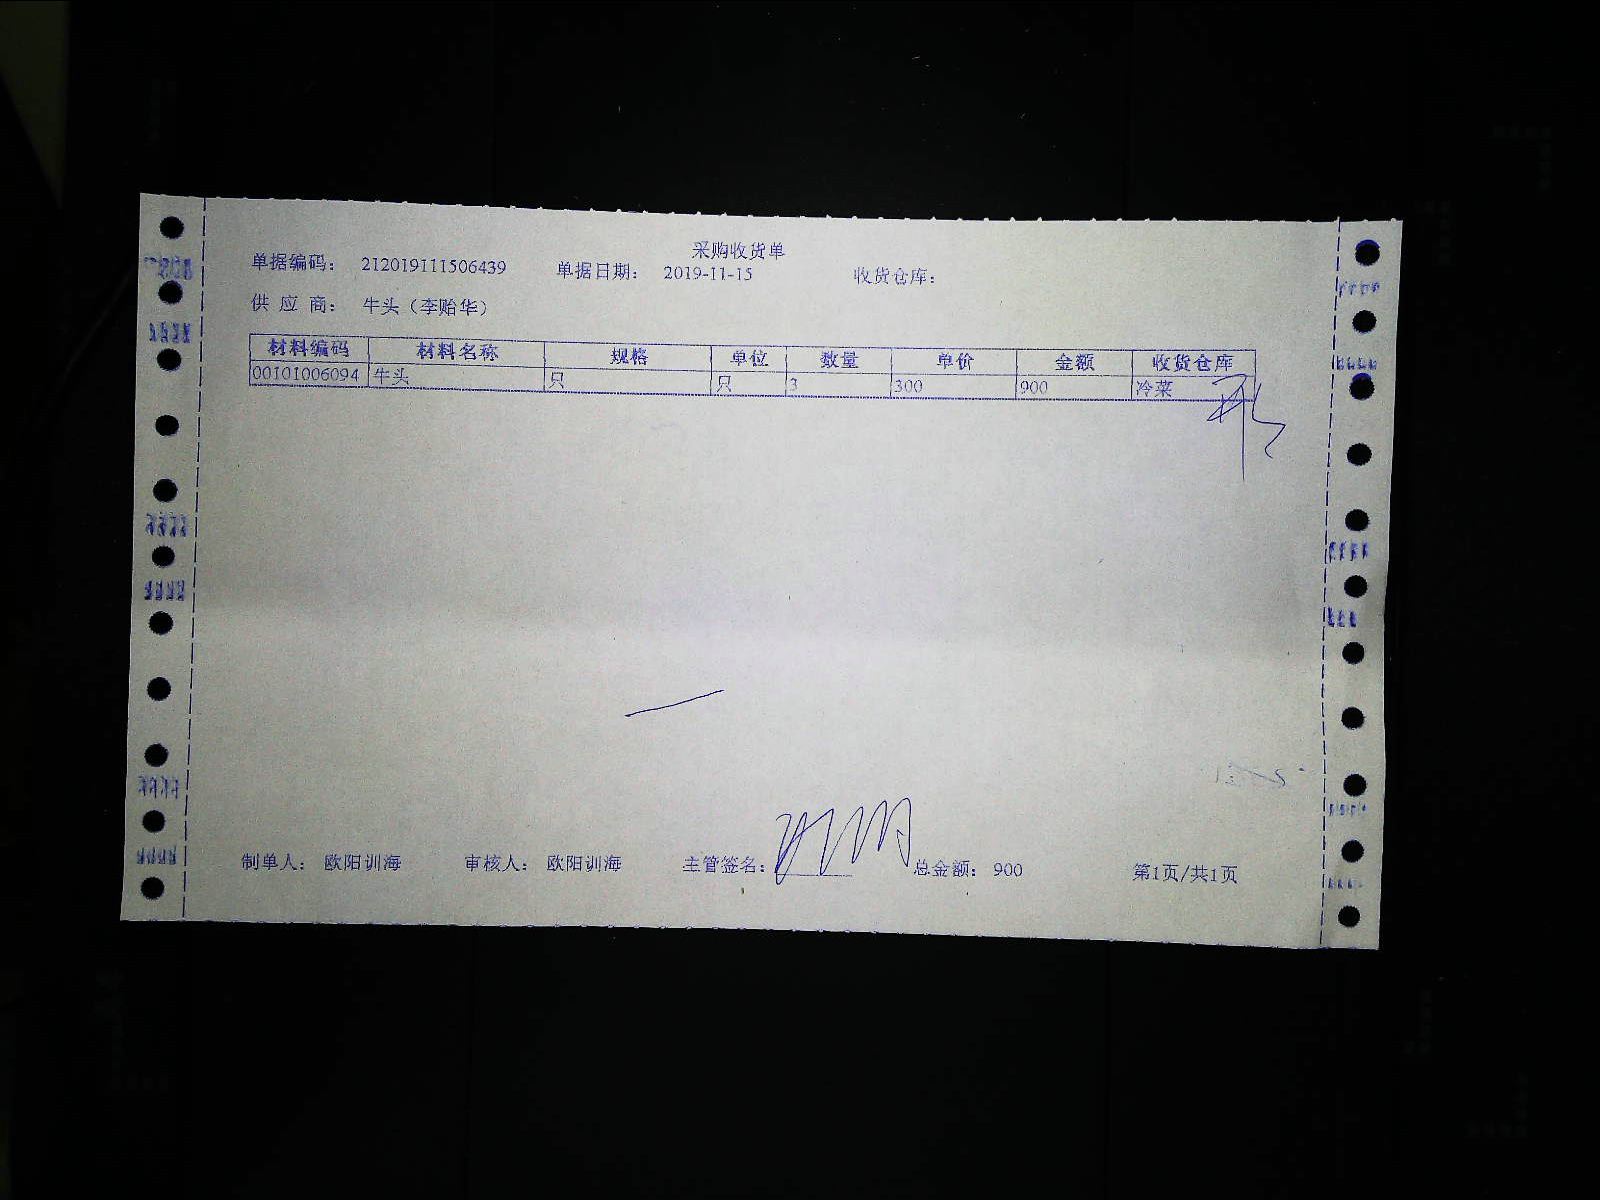 采购收货单
单据编码： 212019111506439 单据日期： 2019-11-15 收货仓库：
供 应 商： 牛头（李贻华）
材料编码 材料名称 规格 单位 数量 单价 金额 收货仓库
00101006094 牛头 只 只 3 300 900 冷菜
制单人： 欧阳训海 审核人： 欧阳训海 主管签名： 总金额： 900 第1页/共1页